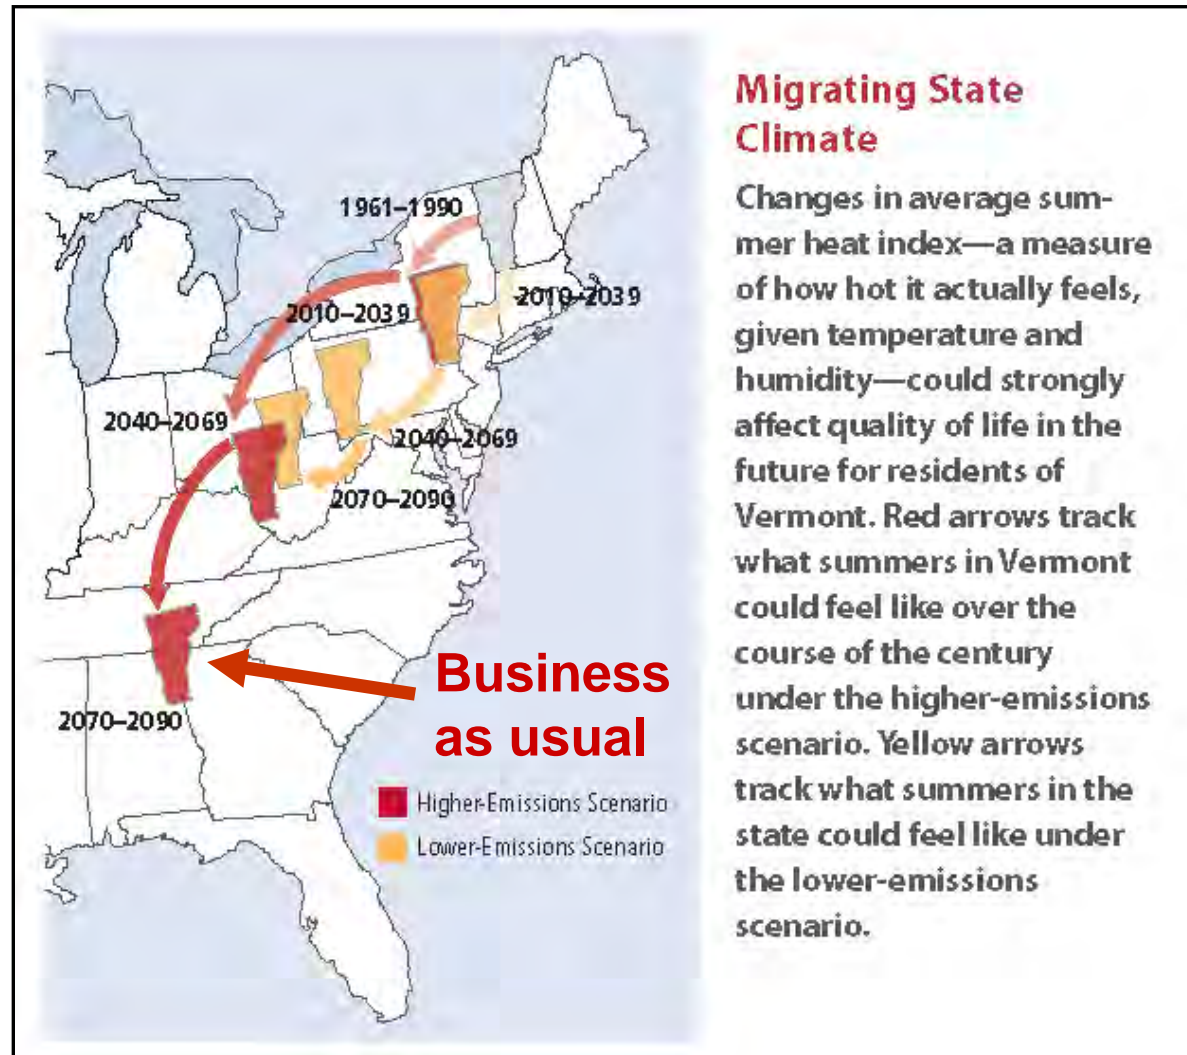 1961–1990
2010–2039
2010–2039
2040–2069
2040–2069
2070–2090
2070–2090
Business
as usual
Higher-Emissions Scenario
Lower-Emissions Scenario
Migrating State
Climate
Changes in average sum-
mer heat index—a measure
of how hot it actually feels,
given temperature and
humidity—could strongly
affect quality of life in the
future for residents of
Vermont. Red arrows track
what summers in Vermont
could feel like over the
course of the century
under the higher-emissions
scenario. Yellow arrows
track what summers in the
state could feel like under
the lower-emissions
scenario.